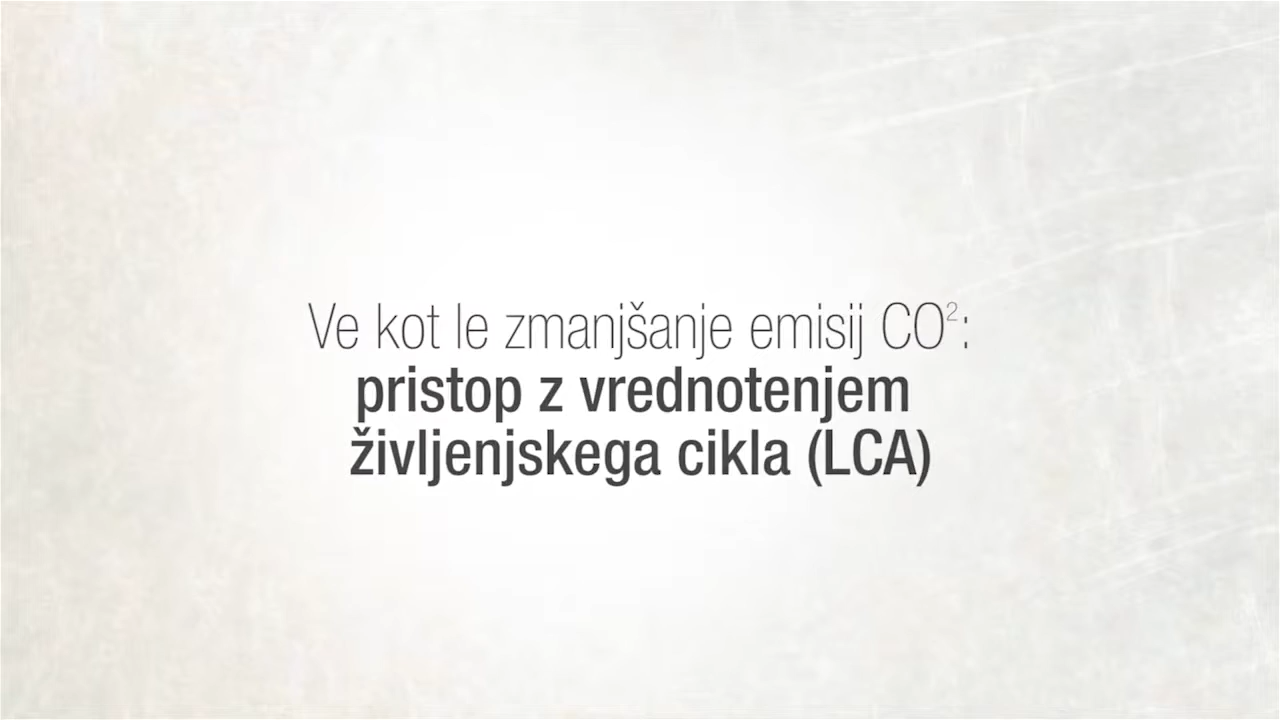 Ve kot le zmanjšanje emisij CO²:
pristop z vrednotenjem
življenjskega cikla (LCA)